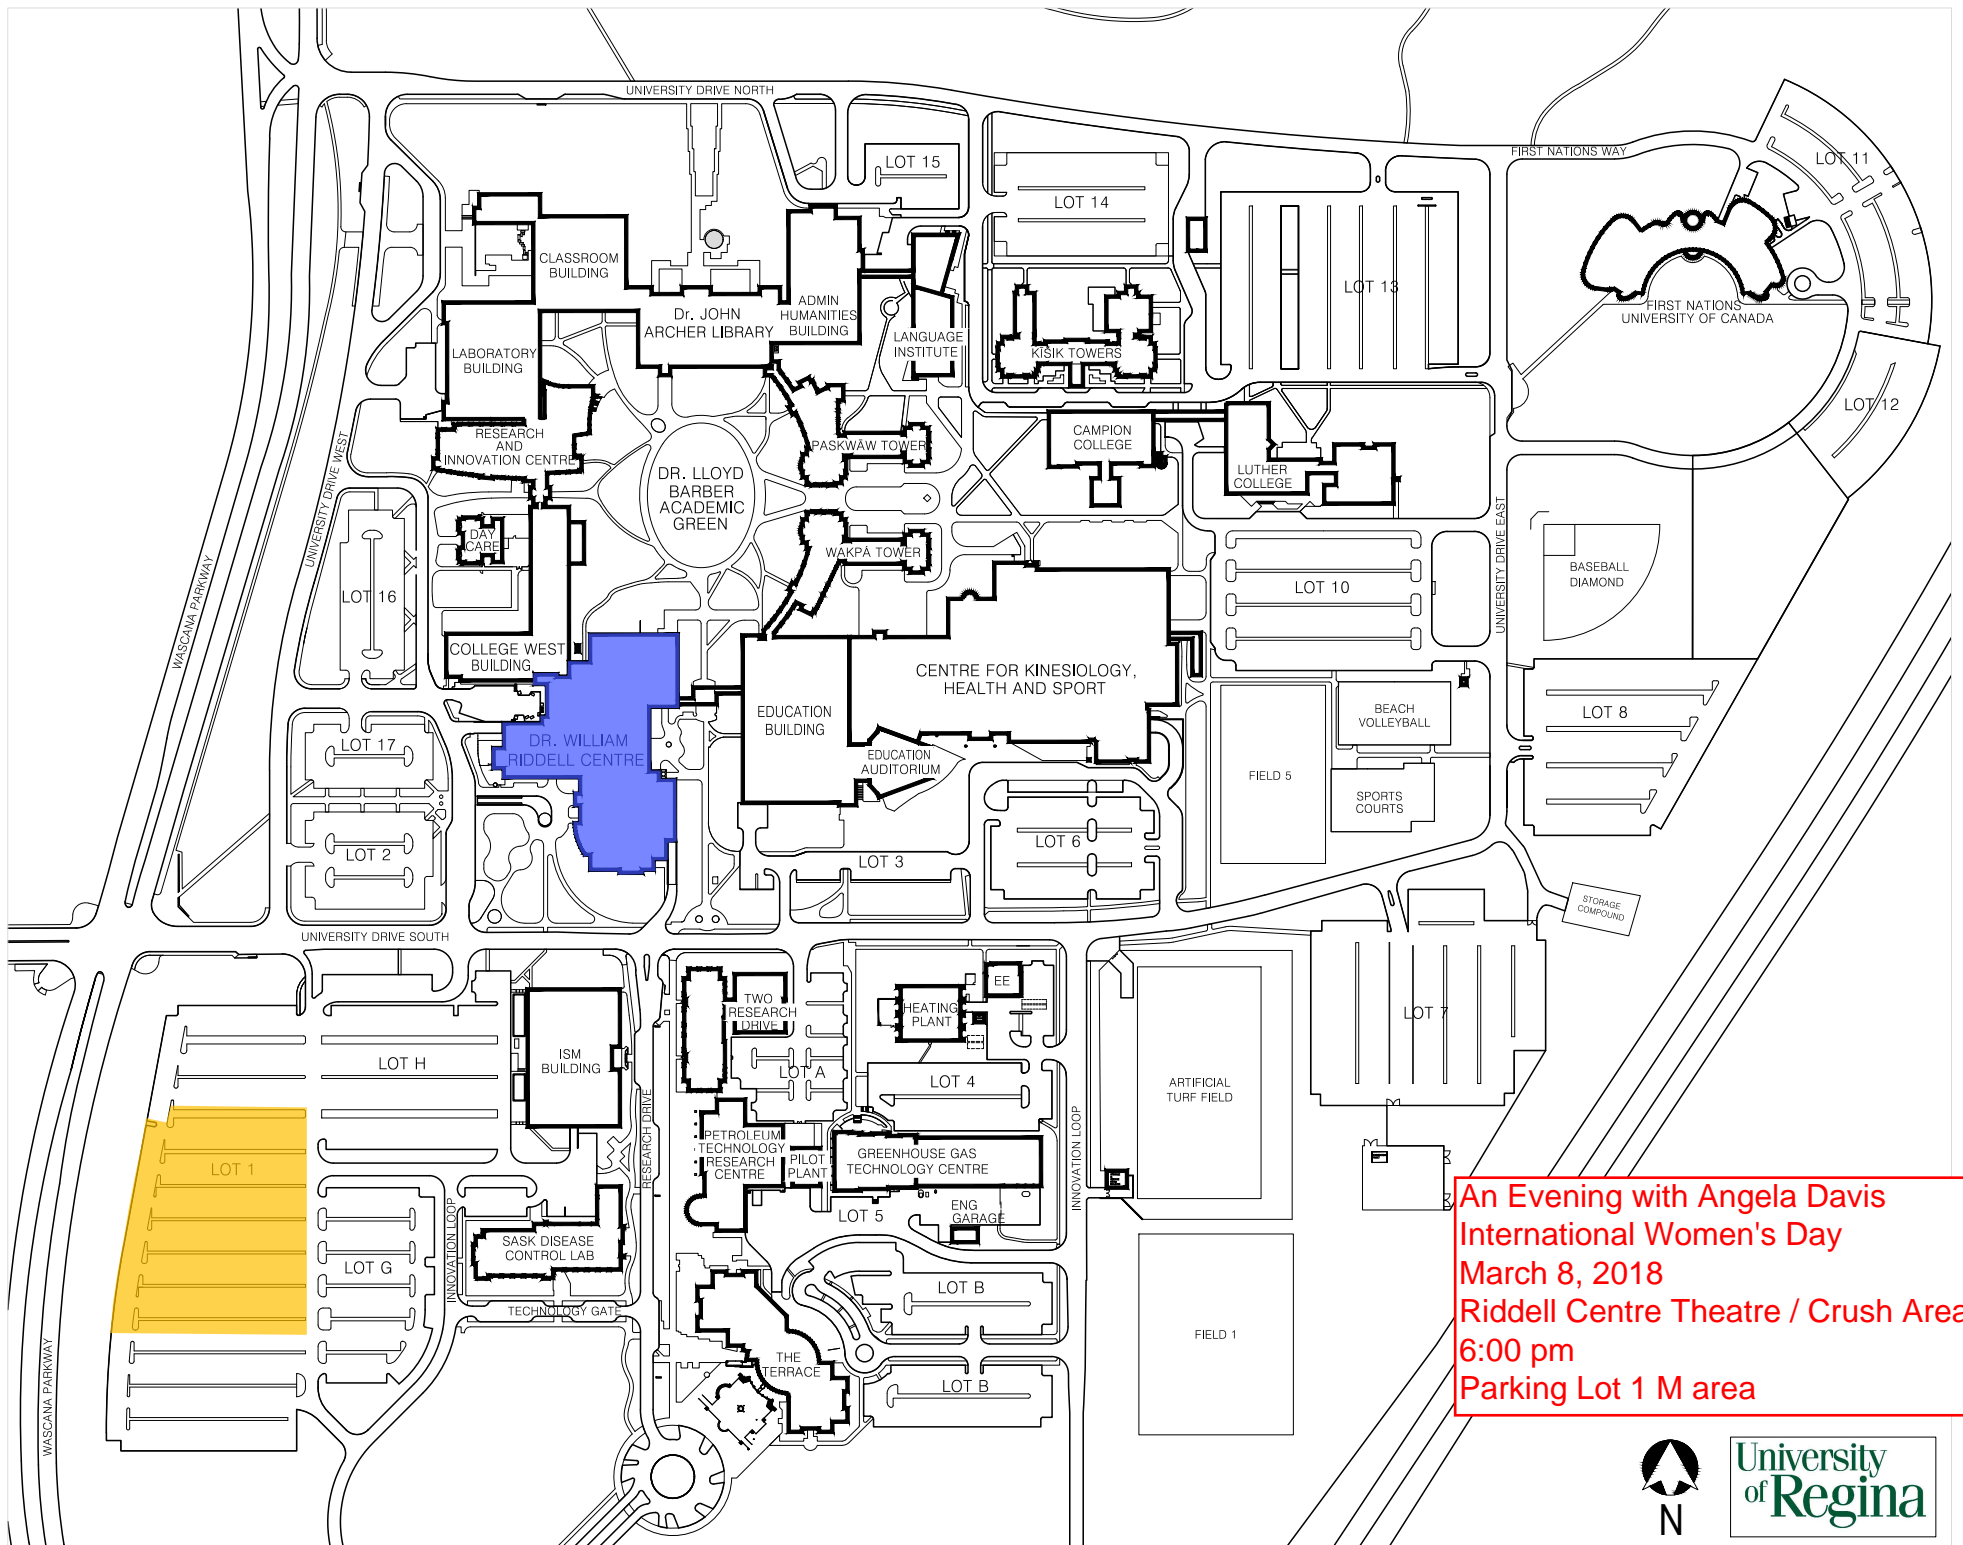 UNIVERSITY DRIVE NORTH
FIRST NATIONS WAY
LOT 11
LOT 15
LOT 14
CLASSROOM
BUILDING
LOT 13
ADMIN
HUMANITIES
BUILDING
Dr. JOHN
ARCHER LIBRARY
FIRST NATIONS
UNIVERSITY OF CANADA
LANGUAGE
INSTITUTE
KĪSIK TOWERS
LABORATORY
BUILDING
LOT 12
RESEARCH
AND
INNOVATION CENTRE
PASKWĀW TOWER
CAMPION
COLLEGE
LUTHER
COLLEGE
DR. LLOYD
BARBER
ACADEMIC
GREEN
UNIVERSITY DRIVE WEST
UNIVERSITY DRIVE EAST
DAY
CARE
WAKPÁ TOWER
BASEBALL
DIAMOND
LOT 10
LOT 16
WASCANA PARKWAY
COLLEGE WEST
BUILDING
CENTRE FOR KINESIOLOGY,
HEALTH AND SPORT
EDUCATION
BUILDING
BEACH
VOLLEYBALL
LOT 8
LOT 17
DR. WILLIAM
RIDDELL CENTRE
EDUCATION
AUDITORIUM
FIELD 5
SPORTS
COURTS
LOT 2
LOT 3
LOT 6
STORAGE
COMPOUND
UNIVERSITY DRIVE SOUTH
TWO
RESEARCH
DRIVE
EE
HEATING
PLANT
LOT 7
LOT H
ISM
BUILDING
LOT A
LOT 4
ARTIFICIAL
TURF FIELD
RESEARCH DRIVE
INNOVATION LOOP
PETROLEUM
TECHNOLOGY
RESEARCH
CENTRE
PILOT
PLANT
GREENHOUSE GAS
TECHNOLOGY CENTRE
LOT 1
LOT 5
ENG
GARAGE
INNOVATION LOOP
SASK DISEASE
CONTROL LAB
LOT G
LOT B
TECHNOLOGY GATE
FIELD 1
THE
TERRACE
LOT B
WASCANA PARKWAY
An Evening with Angela Davis
International Women's Day
March 8, 2018
Riddell Centre Theatre / Crush Area
6:00 pm
Parking Lot 1 M area
N
University
of Regina